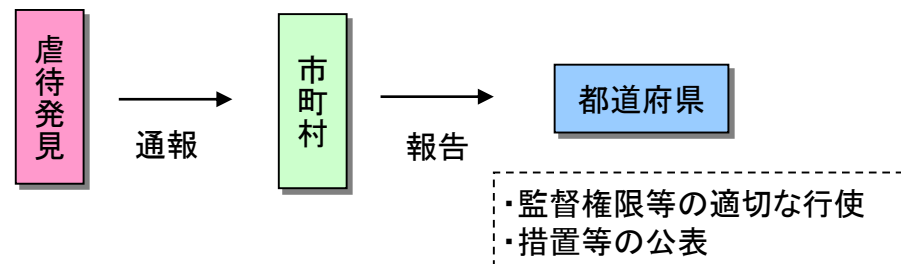 虐待発見
通報
市町村
報告
都道府県
・監督権限等の適切な行使
・措置等の公表